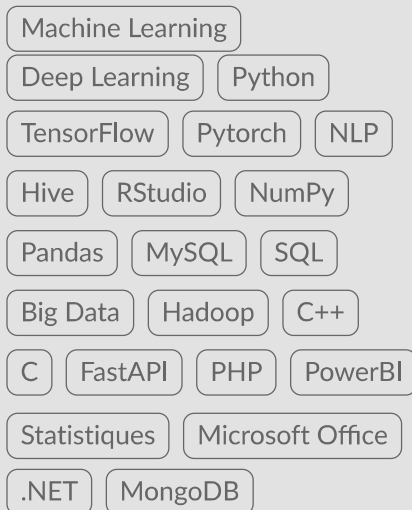 Machine Learning
Deep Learning Python
TensorFlow Pytorch NLP
Hive RStudio NumPy
Pandas MySQL SQL
Big Data Hadoop C++
C FastAPI PHP PowerBI
Statistiques Microsoft Office
.NET MongoDB